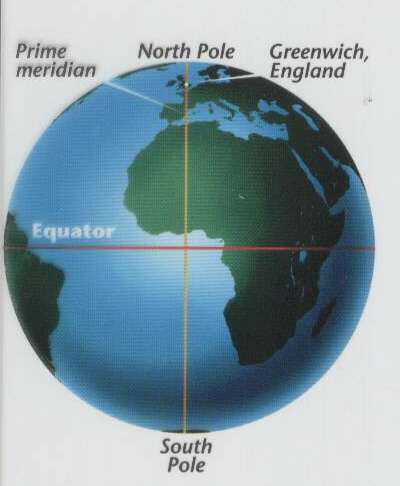 Prime
meridian
North Pole
Greenwich,
England
Equator
South
Pole